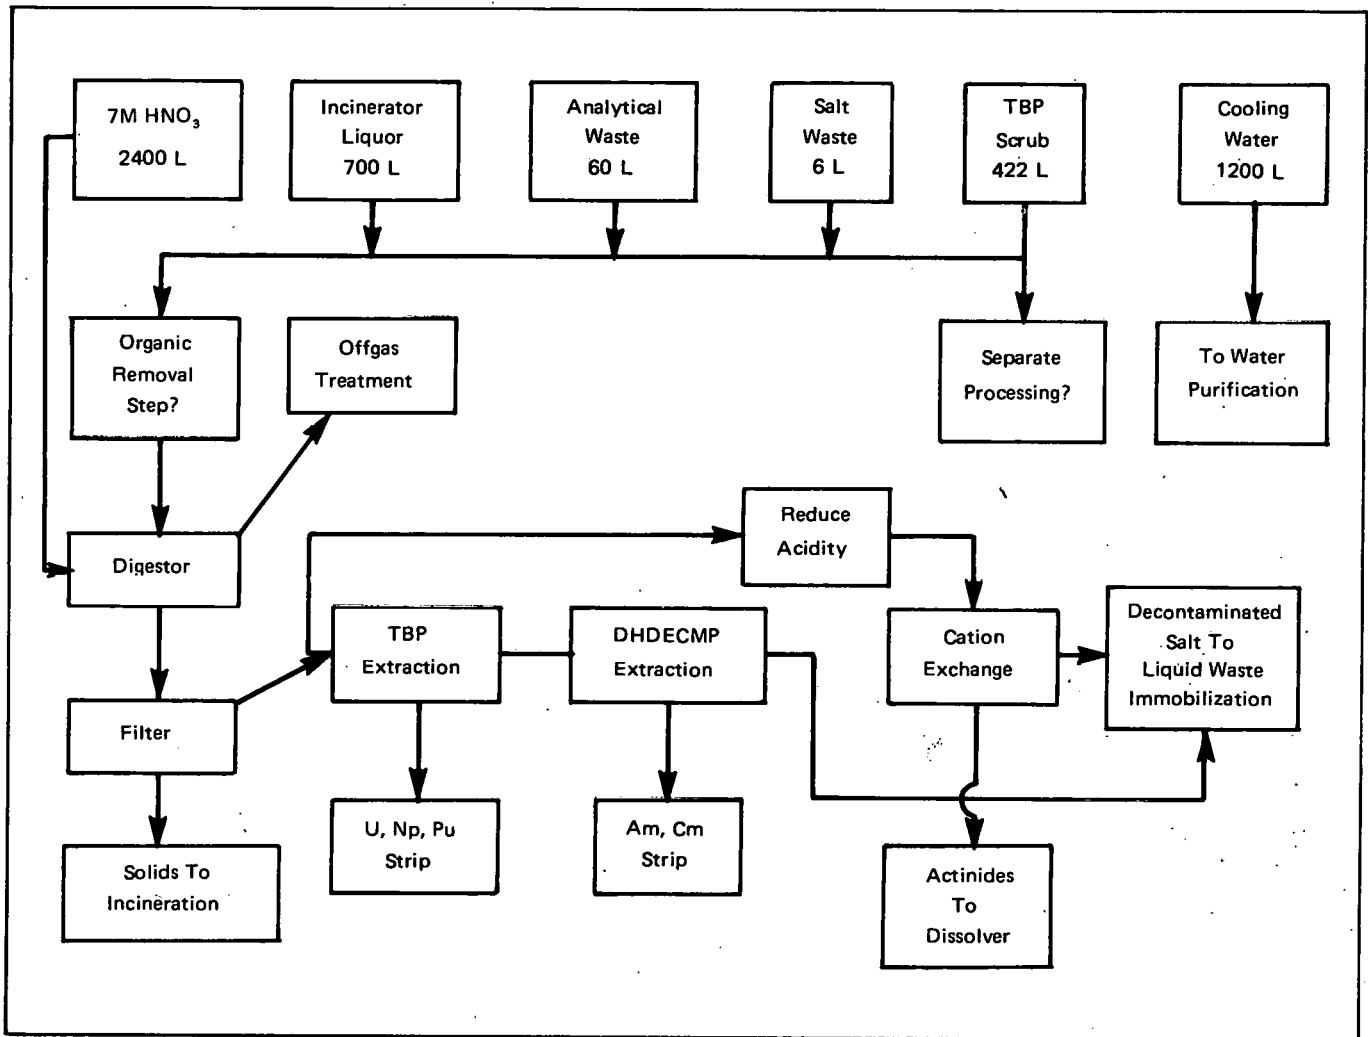 7M HNO₃
2400 L
Incinerator
Liquor
700 L
Analytical
Waste
60 L
Salt
Waste
6 L
TBP
Scrub
422 L
Cooling
Water
1200 L
Organic
Removal
Step?
Offgas
Treatment
Separate
Processing?
To Water
Purification
Reduce
Acidity
Digestor
TBP
Extraction
DHDECMP
Extraction
Cation
Exchange
Decontaminated
Salt To
Liquid Waste
Immobilization
Filter
U, Np, Pu
Strip
Am, Cm
Strip
Solids To
Incineration
Actinides
To
Dissolver